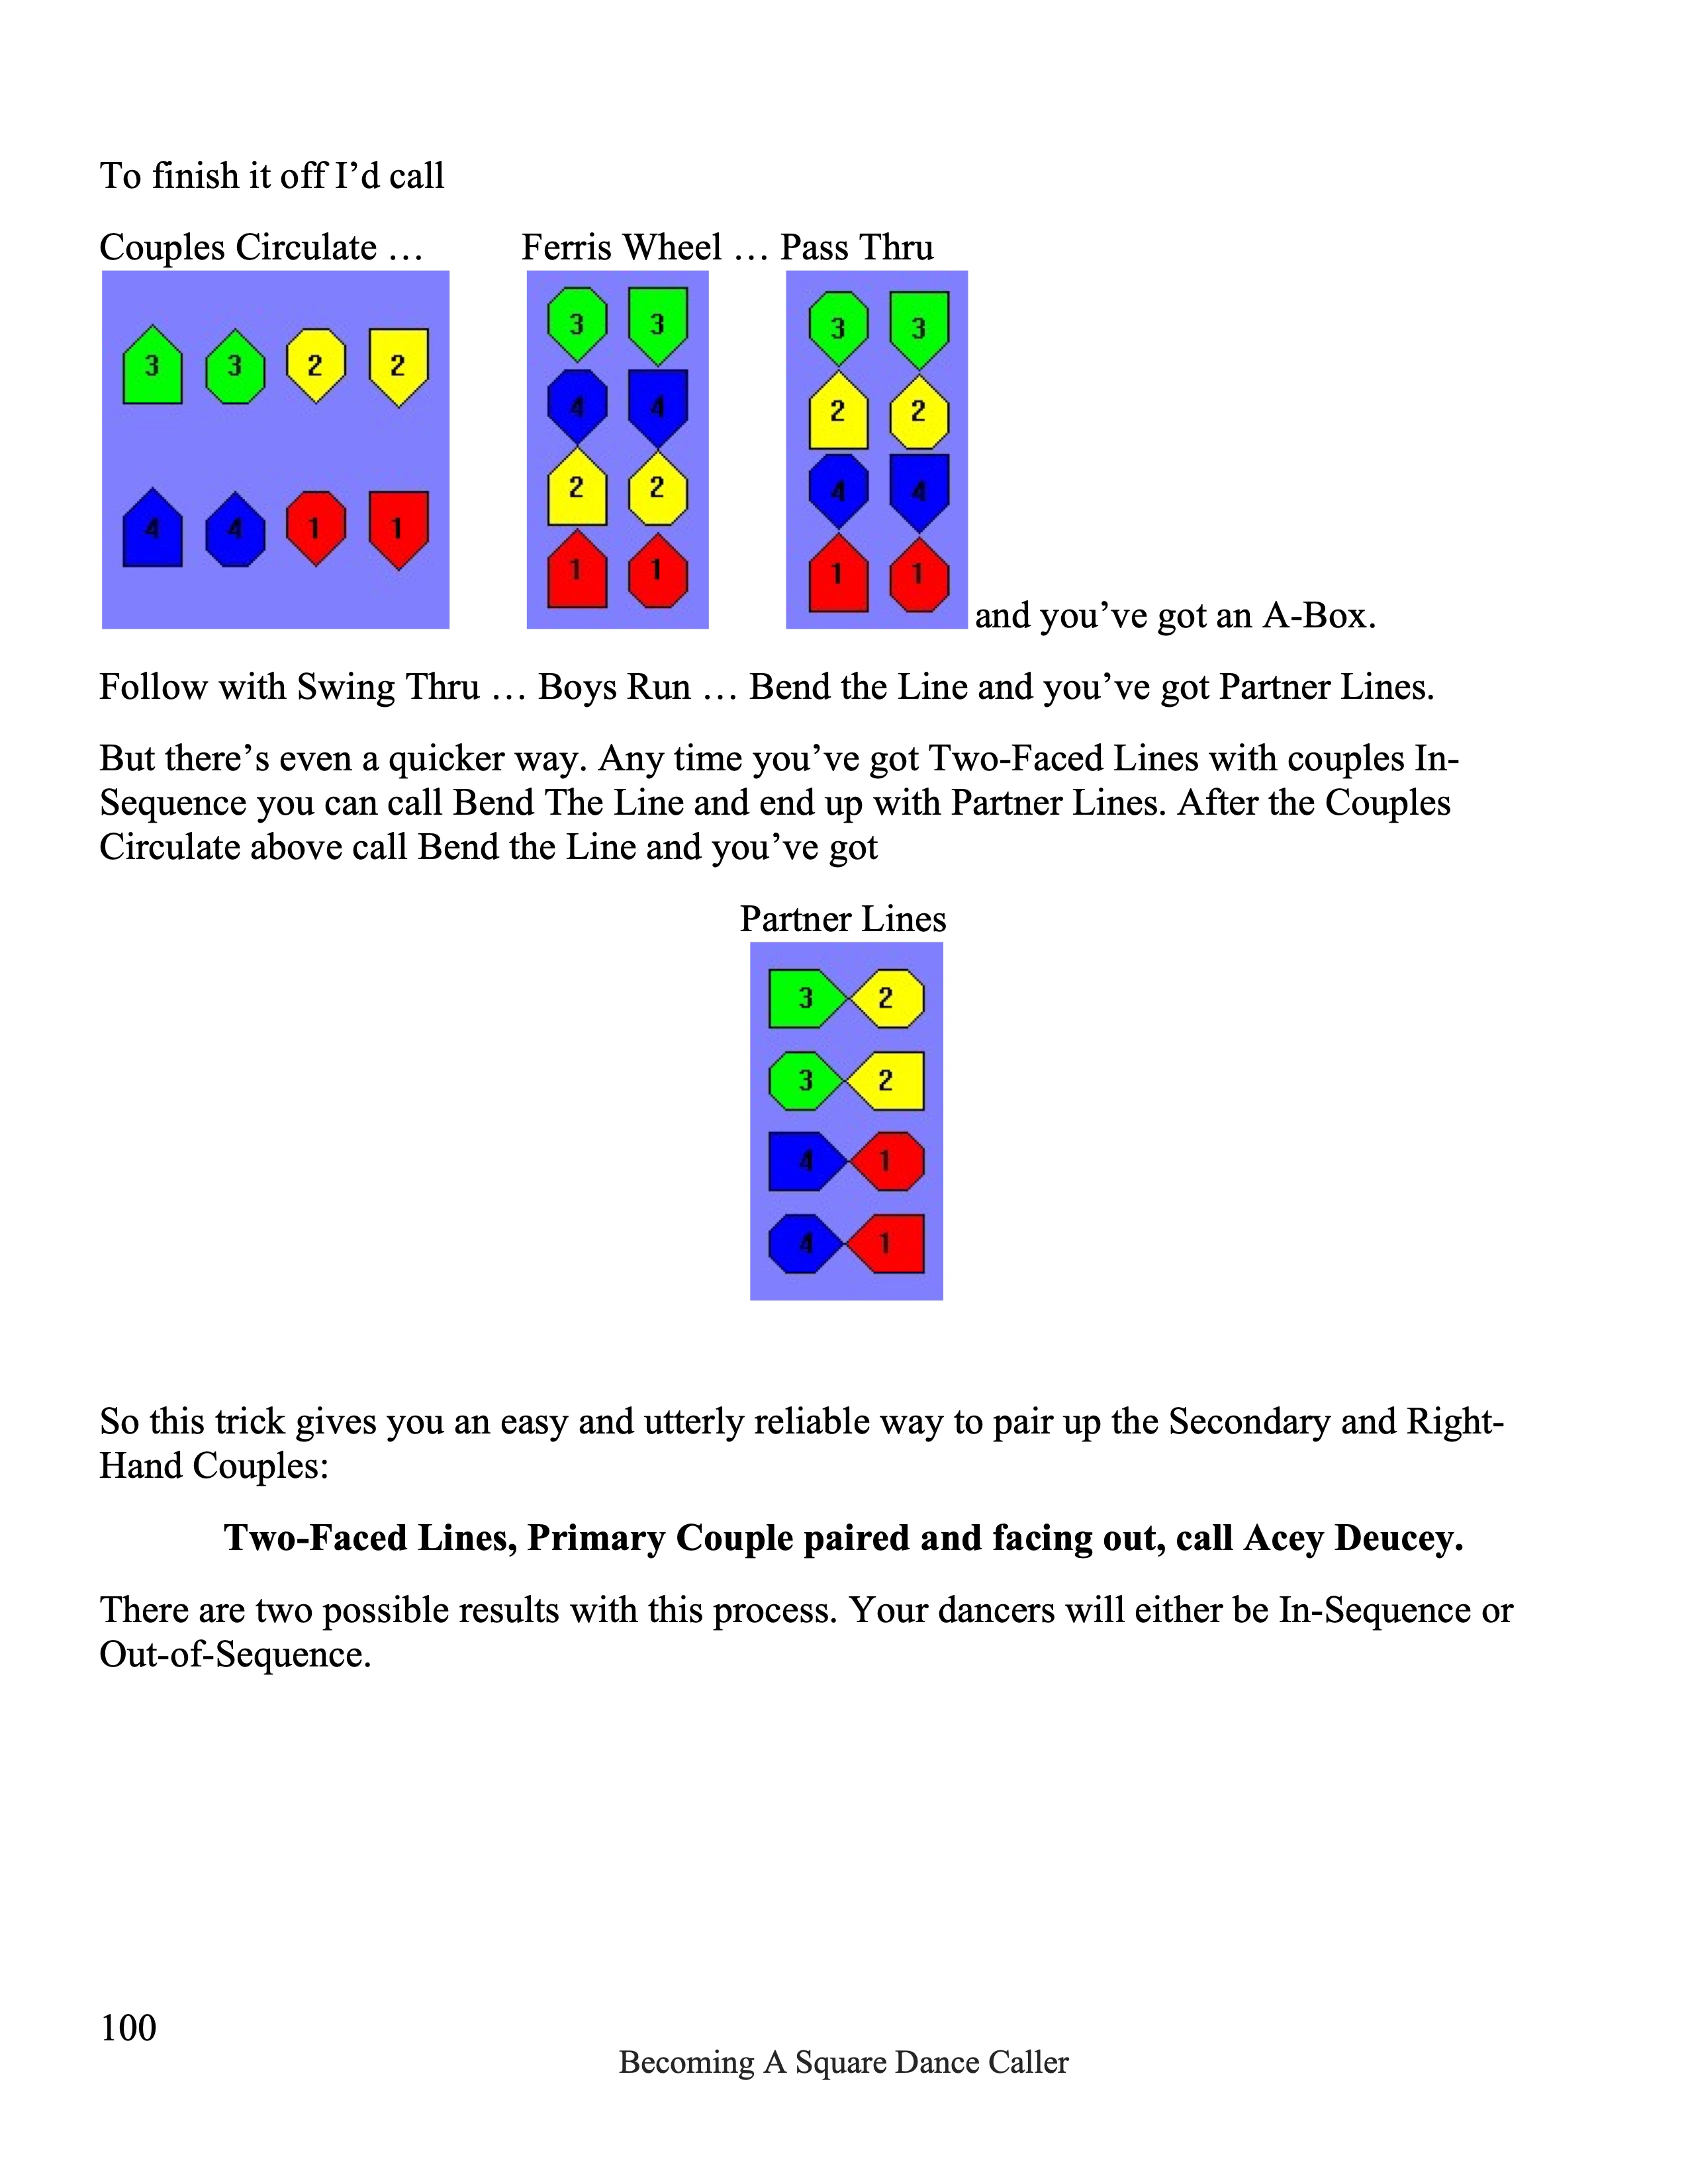 To finish it off I’d call
Couples Circulate … Ferris Wheel … Pass Thru
3 3 2 2
4 4 1 1
3 3
4 4
2 2
1 1
3 3
2 2
4 4
1 1
and you’ve got an A-Box.
Follow with Swing Thru … Boys Run … Bend the Line and you’ve got Partner Lines.
But there’s even a quicker way. Any time you’ve got Two-Faced Lines with couples In-
Sequence you can call Bend The Line and end up with Partner Lines. After the Couples
Circulate above call Bend the Line and you’ve got
Partner Lines
3 2
3 2
4 1
4 1
So this trick gives you an easy and utterly reliable way to pair up the Secondary and Right-
Hand Couples:
Two-Faced Lines, Primary Couple paired and facing out, call Acey Deucey.
There are two possible results with this process. Your dancers will either be In-Sequence or
Out-of-Sequence.
100
Becoming A Square Dance Caller